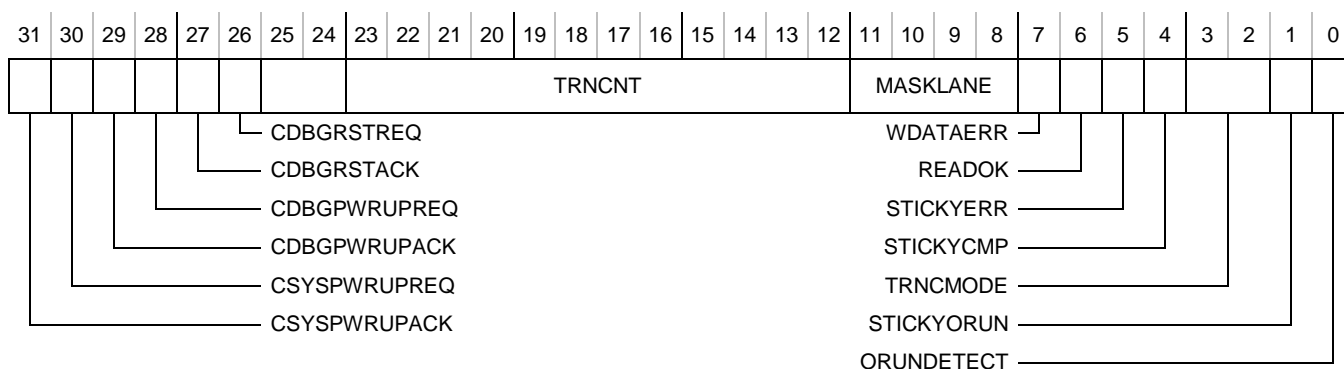 31 30 29 28 27 26 25 24 23 22 21 20 19 18 17 16 15 14 13 12 11 10 9 8 7 6 5 4 3 2 1 0
TRNCNT MASKLANE
CDBGRSTREQ WDATAERR
CDBGRSTACK READOK
CDBGPWRUPREQ STICKYERR
CDBGPWRUPACK STICKYCMP
CSYSPWRUPREQ TRNCMODE
CSYSPWRUPACK STICKYORUN
ORUNDETECT